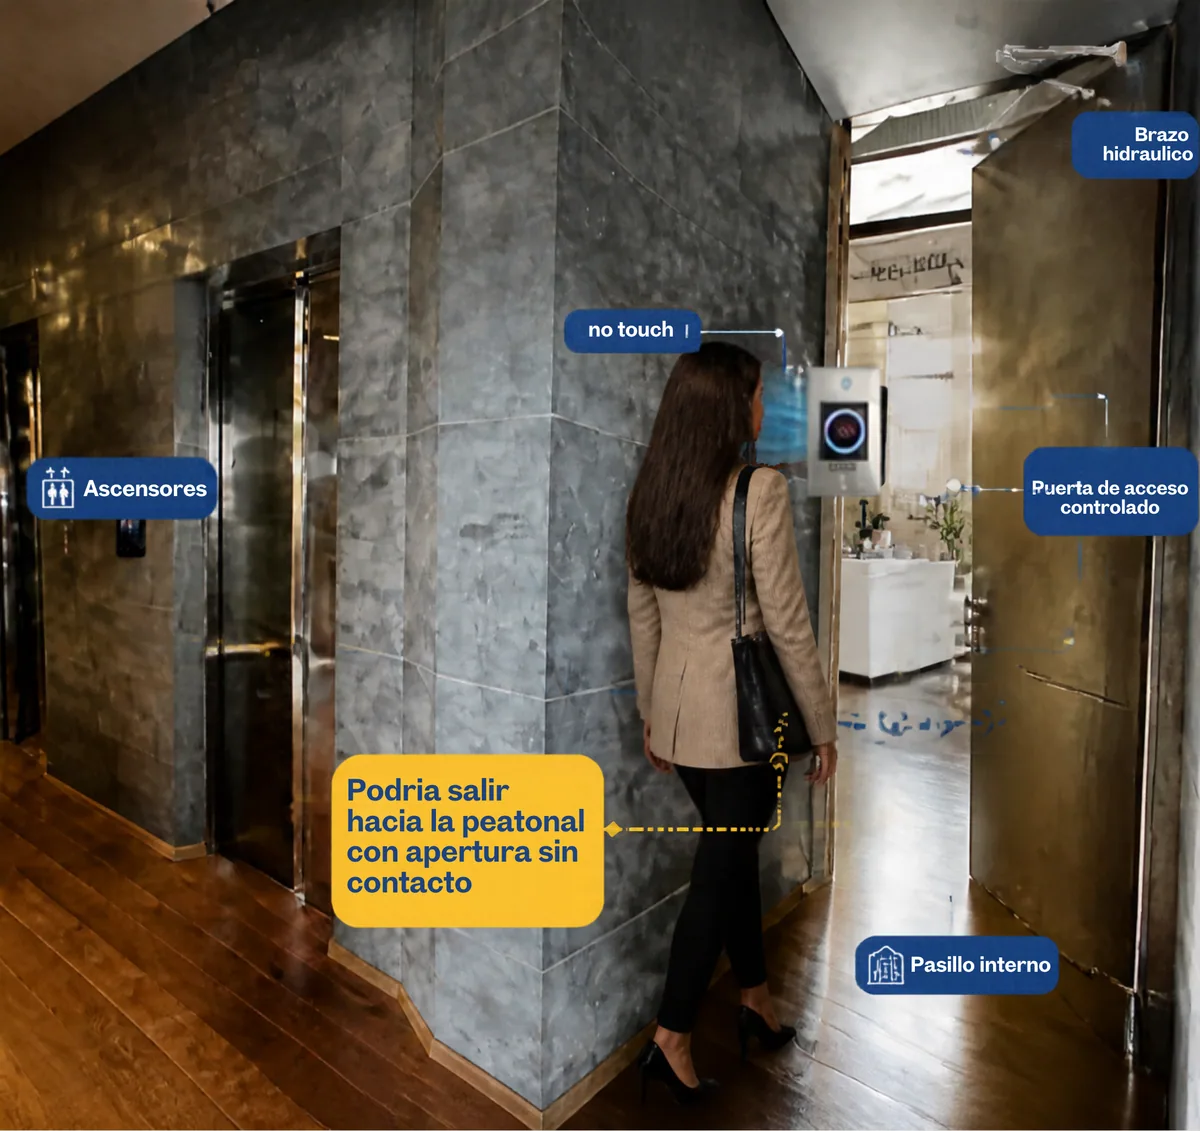 Brazo
hidraulico
no touch
Ascensores
Puerta de acceso
controlado
Podria salir
hacia la peatonal
con apertura sin
contacto
Pasillo interno